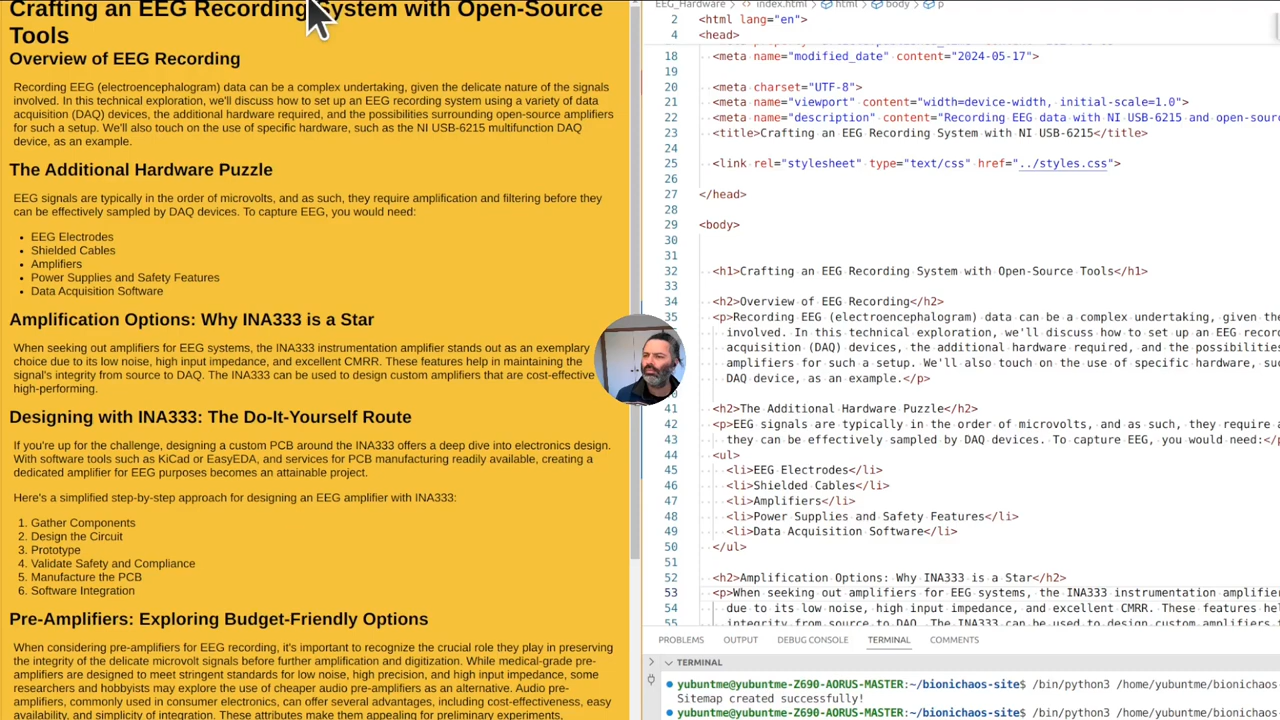 Crafting an EEG Recording System with Open-Source
Tools
Overview of EEG Recording
Recording EEG (electroencephalogram) data can be a complex undertaking, given the delicate nature of the signals
involved. In this technical exploration, we'll discuss how to set up an EEG recording system using a variety of data
acquisition (DAQ) devices, the additional hardware required, and the possibilities surrounding open-source amplifiers
for such a setup. We'll also touch on the use of specific hardware, such as the NI USB-6215 multifunction DAQ
device, as an example.
The Additional Hardware Puzzle
EEG signals are typically in the order of microvolts, and as such, they require amplification and filtering before they
can be effectively sampled by DAQ devices. To capture EEG, you would need:
• EEG Electrodes
• Shielded Cables
• Amplifiers
• Power Supplies and Safety Features
• Data Acquisition Software
Amplification Options: Why INA333 is a Star
When seeking out amplifiers for EEG systems, the INA333 instrumentation amplifier stands out as an exemplary
choice due to its low noise, high input impedance, and excellent CMRR. These features help in maintaining the
signal's integrity from source to DAQ. The INA333 can be used to design custom amplifiers that are cost-effective
high-performing.
Designing with INA333: The Do-It-Yourself Route
If you're up for the challenge, designing a custom PCB around the INA333 offers a deep dive into electronics design.
With software tools such as KiCad or EasyEDA, and services for PCB manufacturing readily available, creating a
dedicated amplifier for EEG purposes becomes an attainable project.
Here's a simplified step-by-step approach for designing an EEG amplifier with INA333:
1. Gather Components
2. Design the Circuit
3. Prototype
4. Validate Safety and Compliance
5. Manufacture the PCB
6. Software Integration
Pre-Amplifiers: Exploring Budget-Friendly Options
When considering pre-amplifiers for EEG recording, it's important to recognize the crucial role they play in preserving
the integrity of the delicate microvolt signals before further amplification and digitization. While medical-grade pre-
amplifiers are designed to meet stringent standards for low noise, high precision, and high input impedance, some
researchers and hobbyists may explore the use of cheaper audio pre-amplifiers as an alternative. Audio pre-
amplifiers, commonly used in consumer electronics, can offer several advantages, including cost-effectiveness, easy
availability, and simplicity of integration. These attributes make them appealing for preliminary experiments,
EEG_Hardware > index.html > html > body > p
2 <html lang="en">
4 <head>
18 <meta name="modified_date" content="2024-05-17">
19
20 <meta charset="UTF-8">
21 <meta name="viewport" content="width=device-width, initial-scale=1.0">
22 <meta name="description" content="Recording EEG data with NI USB-6215 and open-sour
23 <title>Crafting an EEG Recording System with NI USB-6215</title>
24
25 <link rel="stylesheet" type="text/css" href="../styles.css">
26
27 </head>
28
29 <body>
30
31
32 <h1>Crafting an EEG Recording System with Open-Source Tools</h1>
33
34 <h2>Overview of EEG Recording</h2>
35 <p>Recording EEG (electroencephalogram) data can be a complex undertaking, given the
36 involved. In this technical exploration, we'll discuss how to set up an EEG recor
acquisition (DAQ) devices, the additional hardware required, and the possibilities
amplifiers for such a setup. We'll also touch on the use of specific hardware, suc
DAQ device, as an example.</p>
41 <h2>The Additional Hardware Puzzle</h2>
42 <p>EEG signals are typically in the order of microvolts, and as such, they require a
43 they can be effectively sampled by DAQ devices. To capture EEG, you would need:</p
44 <ul>
45 <li>EEG Electrodes</li>
46 <li>Shielded Cables</li>
47 <li>Amplifiers</li>
48 <li>Power Supplies and Safety Features</li>
49 <li>Data Acquisition Software</li>
50 </ul>
51
52 <h2>Amplification Options: Why INA333 is a Star</h2>
53 <p>When seeking out amplifiers for EEG systems, the INA333 instrumentation amplifier
54 due to its low noise, high input impedance, and excellent CMRR. These features hel
55 integrity from source to DAQ. The INA333 can be used to design custom amplifiers
PROBLEMS OUTPUT DEBUG CONSOLE TERMINAL COMMENTS
TERMINAL
yubuntme@yubuntme-Z690-AORUS-MASTER:~/bionichaos-site$ /bin/python3 /home/yubuntme/bionichaos-
Sitemap created successfully!
yubuntme@yubuntme-Z690-AORUS-MASTER:~/bionichaos-site$ /bin/python3 /home/yubuntme/bionichaos-